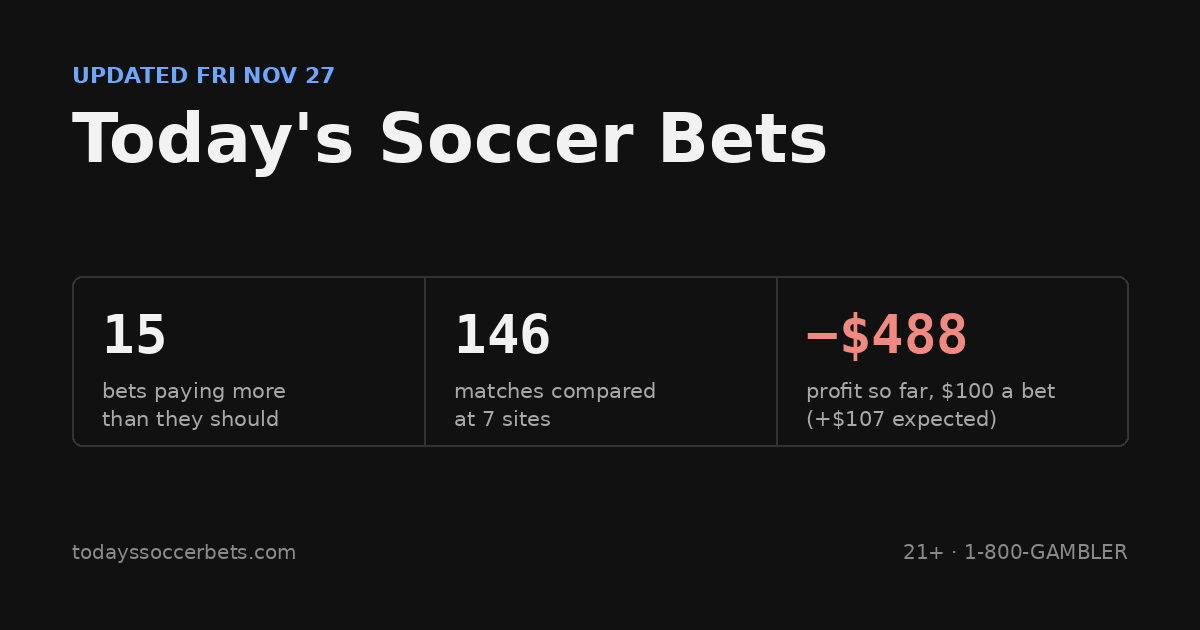 UPDATED FRI NOV 27
Today's Soccer Bets
15
bets paying more
than they should
146
matches compared
at 7 sites
−$488
profit so far, $100 a bet
(+$107 expected)
todayssoccerbets.com
21+ · 1-800-GAMBLER